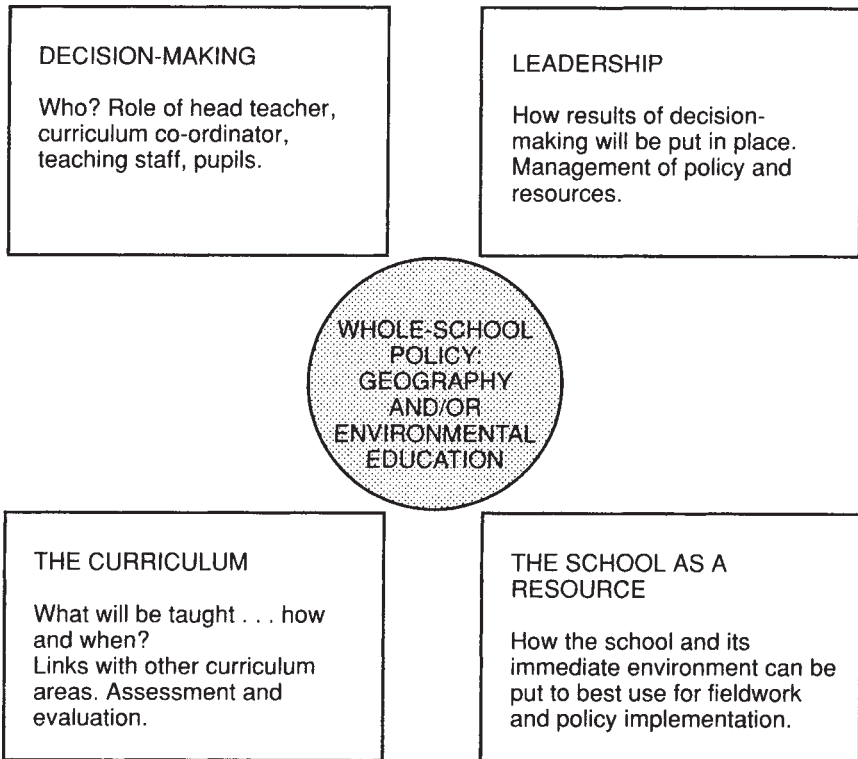 DECISION-MAKING
Who? Role of head teacher,
curriculum co-ordinator,
teaching staff, pupils.
LEADERSHIP
How results of decision-
making will be put in place.
Management of policy and
resources.
WHOLE-SCHOOL
POLICY:
GEOGRAPHY
AND/OR
ENVIRONMENTAL
EDUCATION
THE CURRICULUM
What will be taught . . . how
and when?
Links with other curriculum
areas. Assessment and
evaluation.
THE SCHOOL AS A
RESOURCE
How the school and its
immediate environment can be
put to best use for fieldwork
and policy implementation.